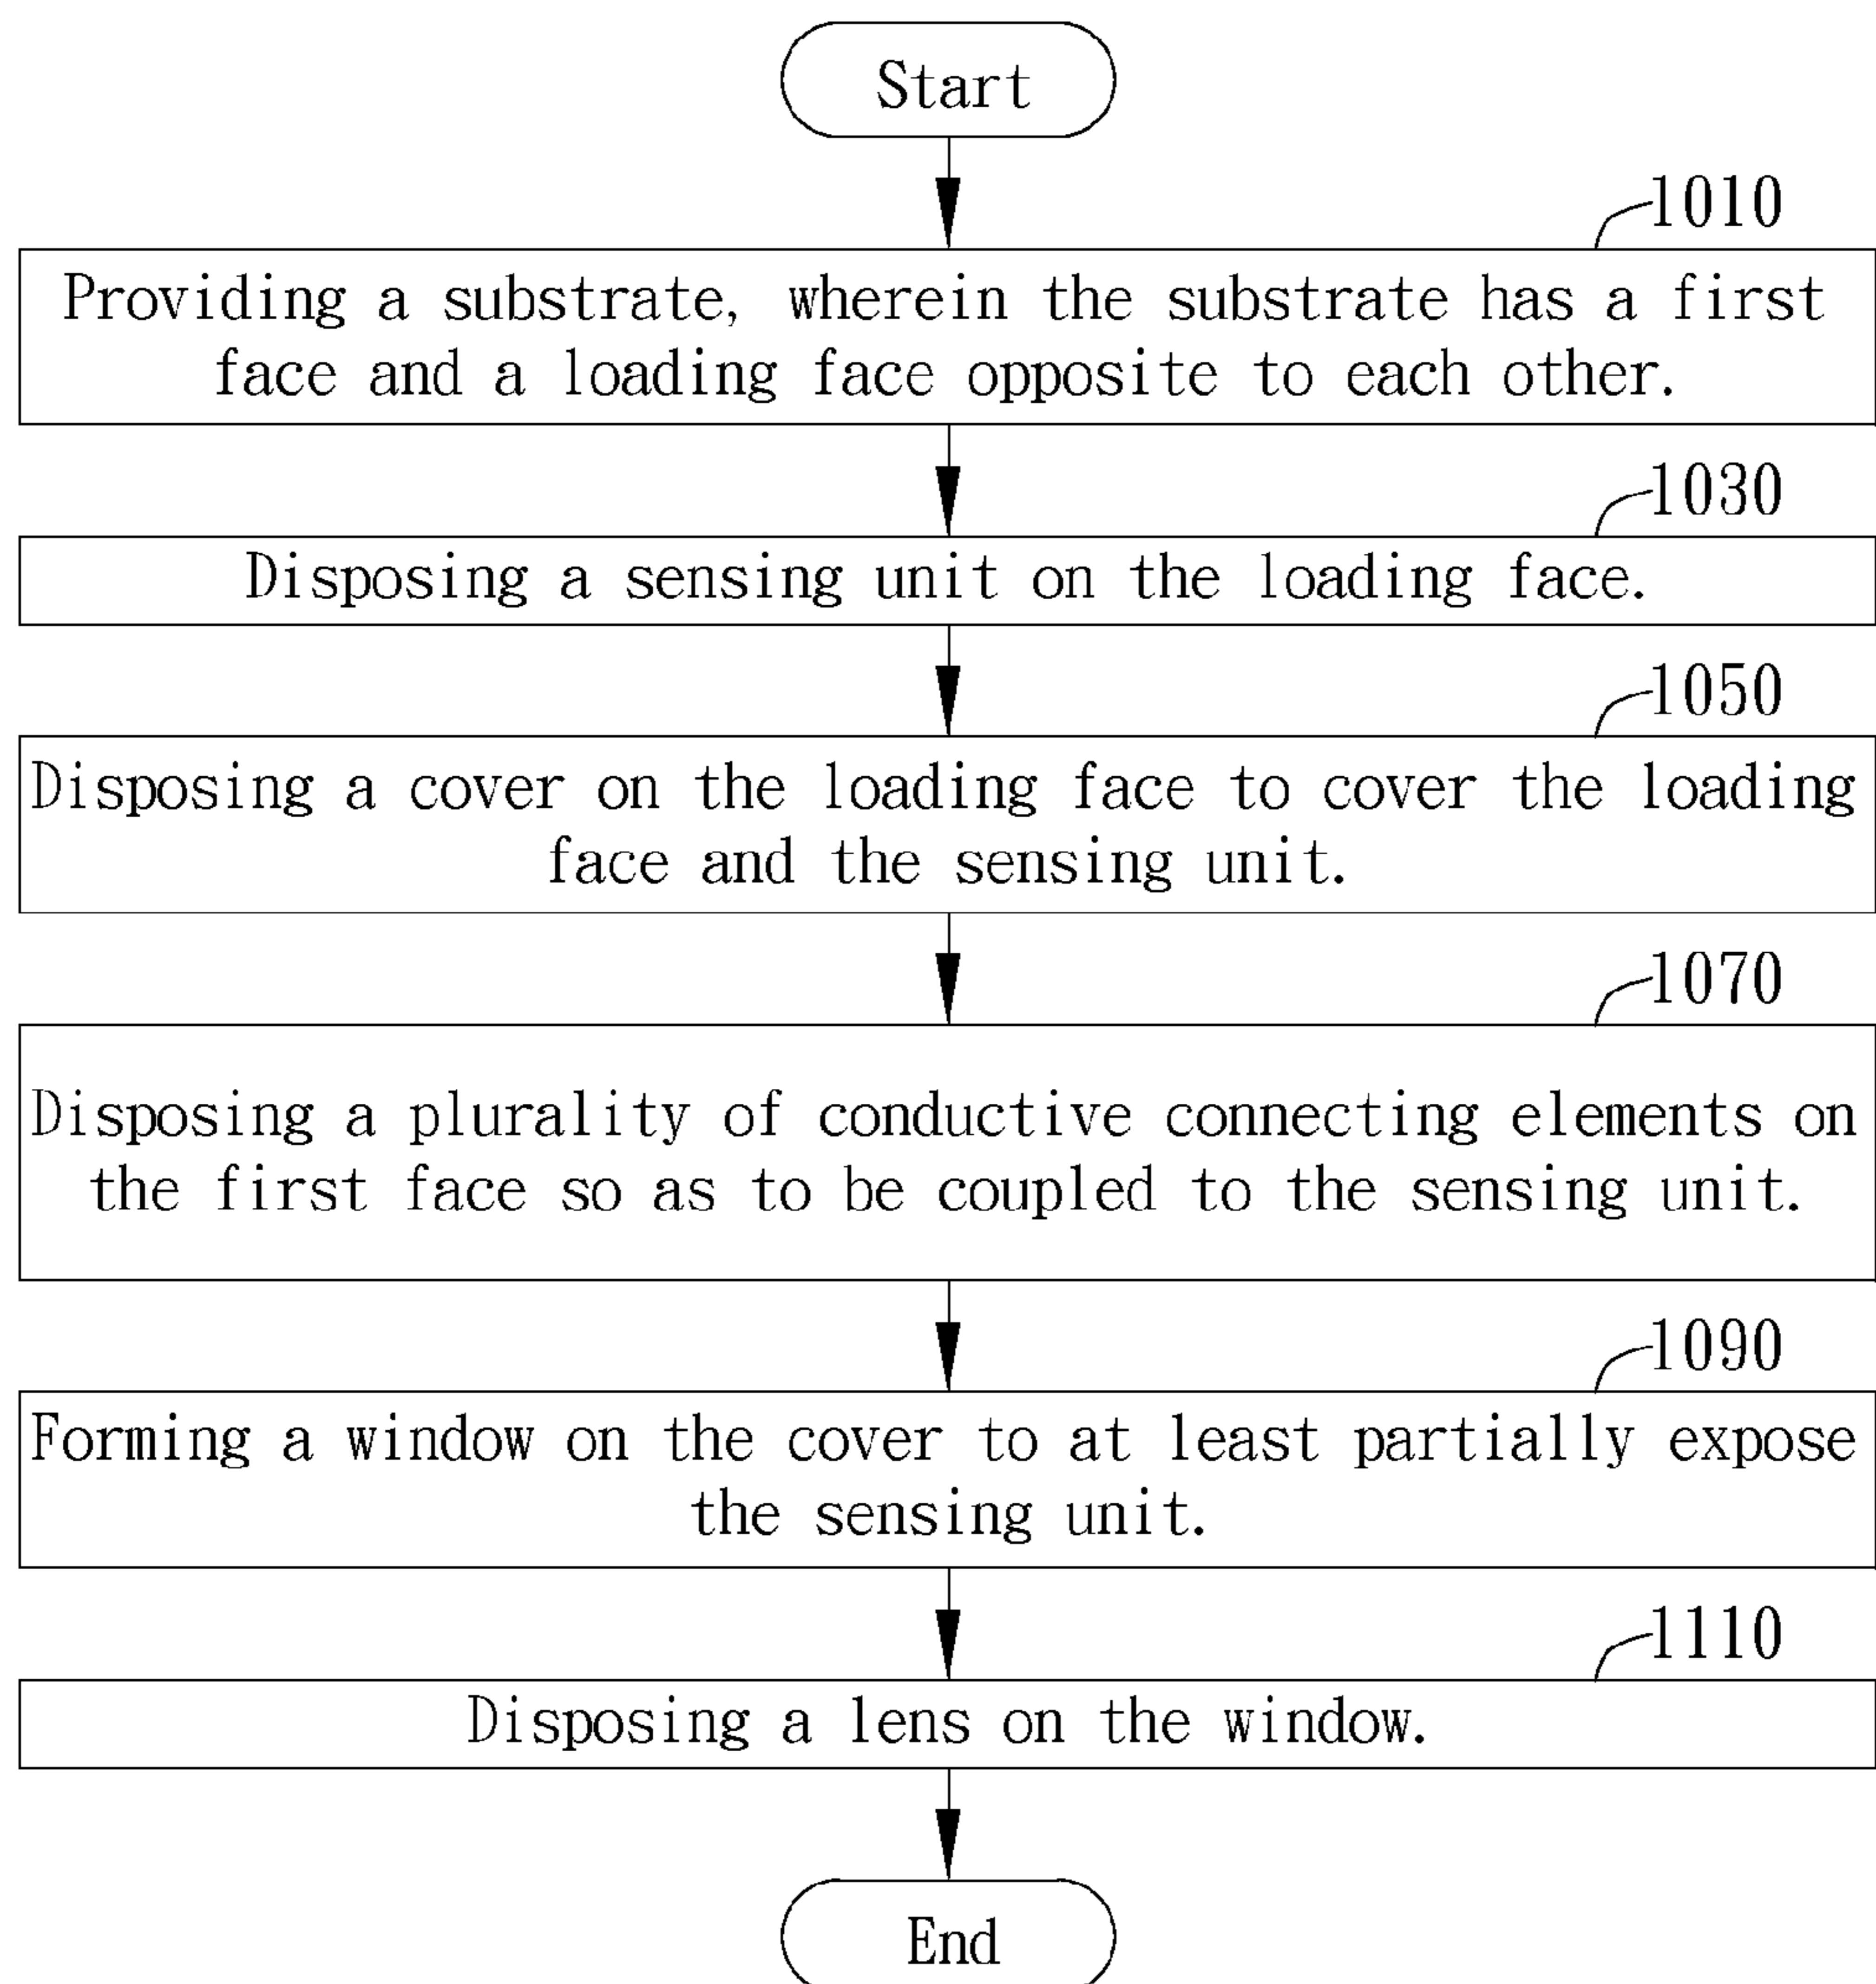 Start
1010
Providing a substrate, wherein the substrate has a first
face and a loading face opposite to each other.
1030
Disposing a sensing unit on the loading face.
1050
Disposing a cover on the loading face to cover the loading
face and the sensing unit.
1070
Disposing a plurality of conductive connecting elements on
the first face so as to be coupled to the sensing unit.
1090
Forming a window on the cover to at least partially expose
the sensing unit.
1110
Disposing a lens on the window.
End